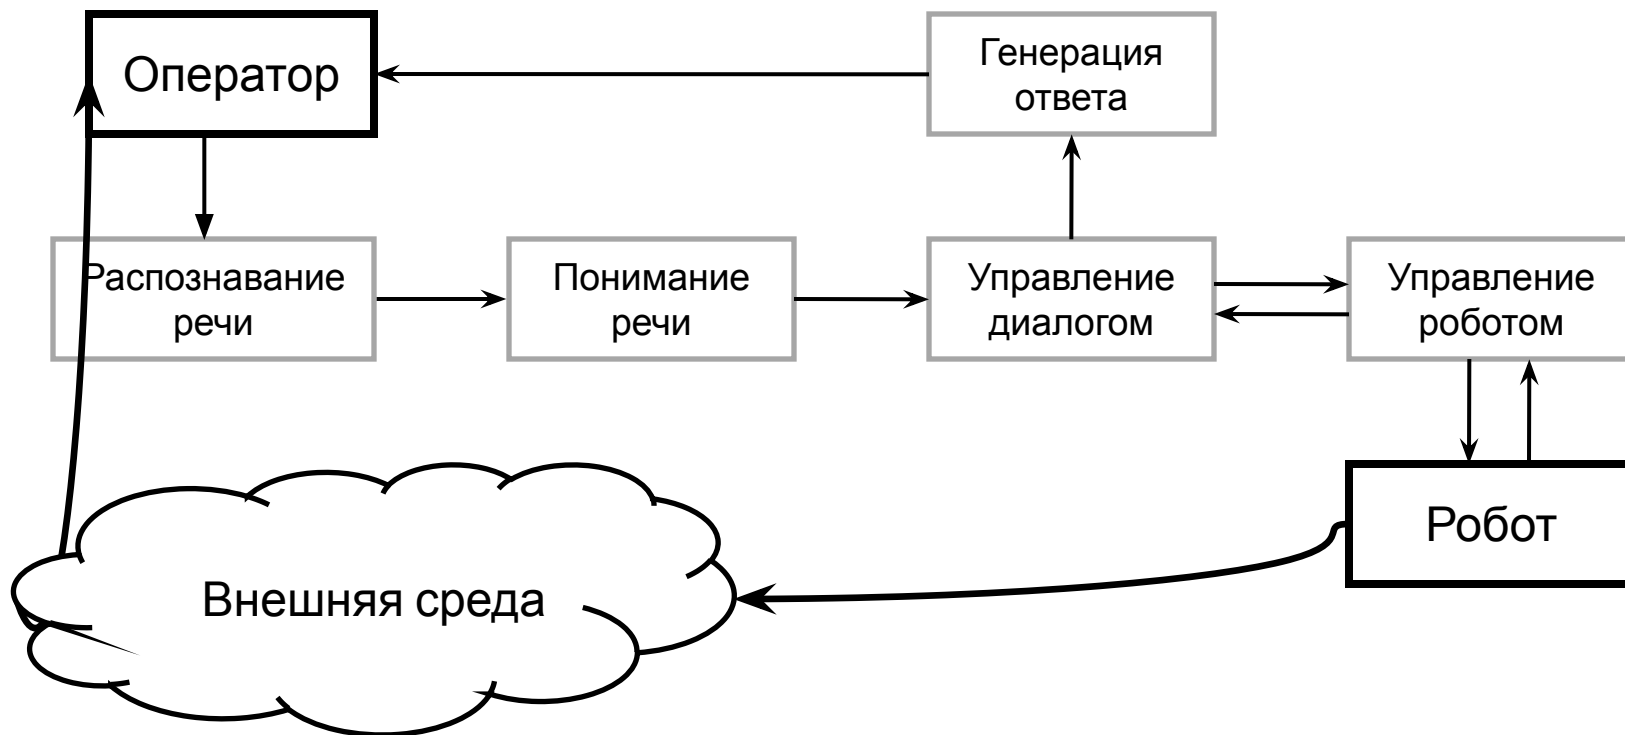 Оператор
Генерация
ответа
Распознавание
речи
Понимание
речи
Управление
диалогом
Управление
роботом
Робот
Внешняя среда